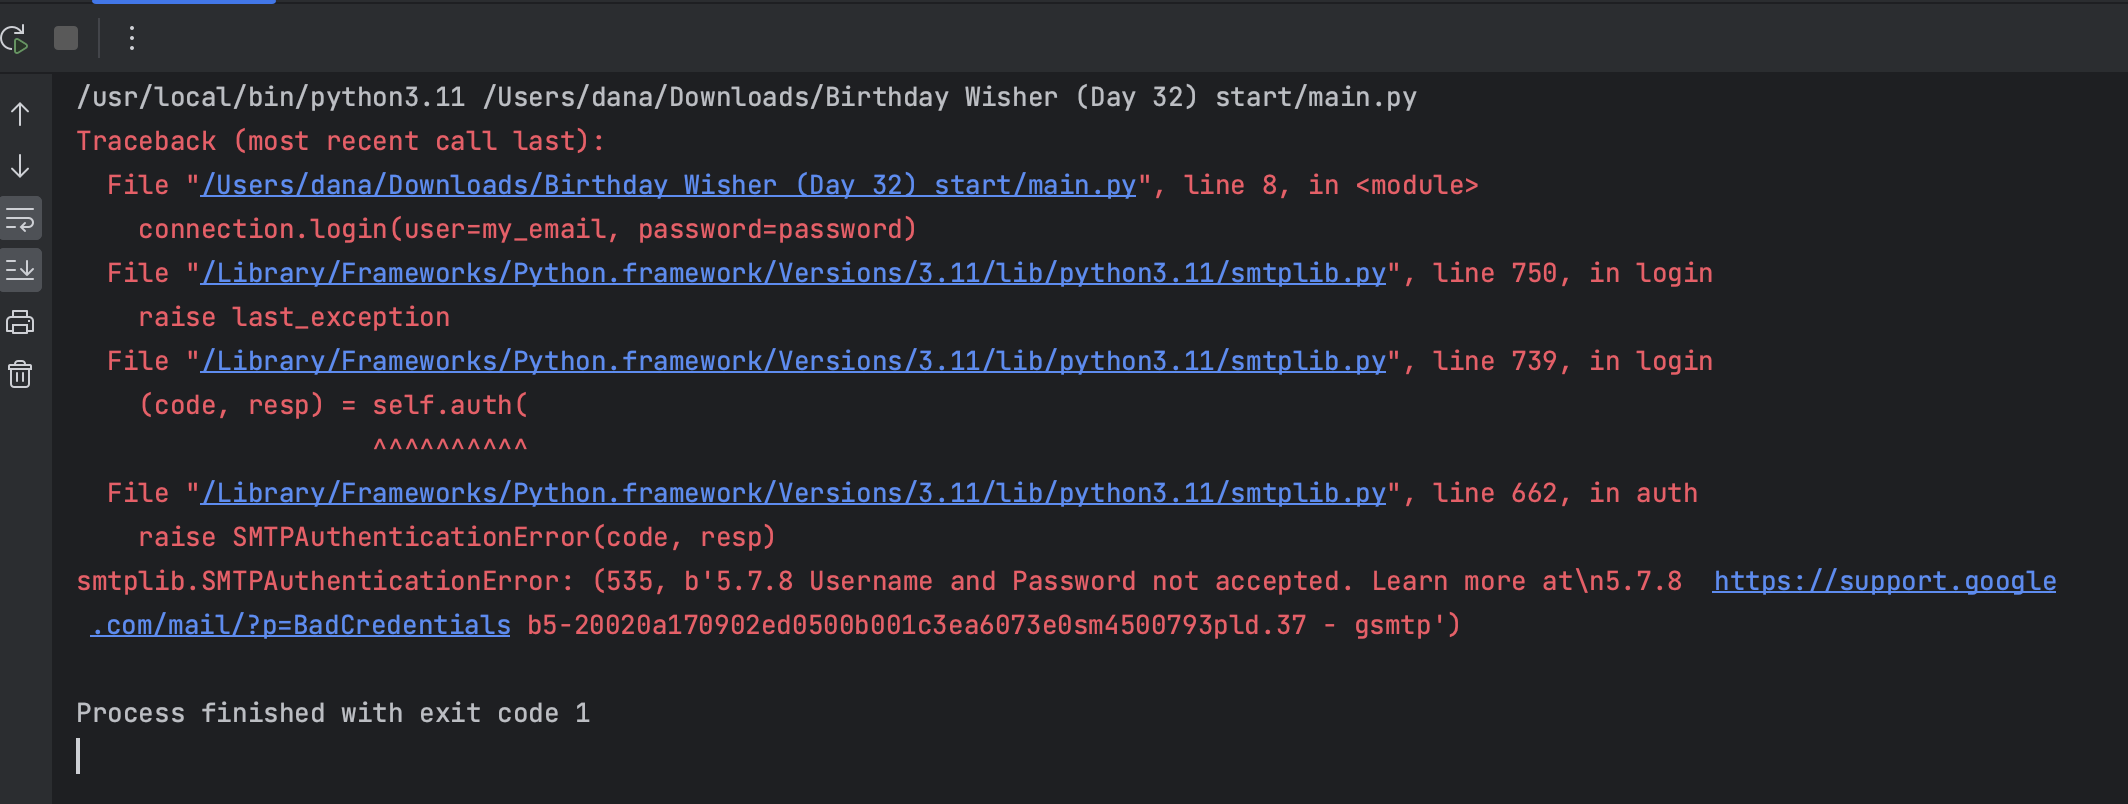 /usr/local/bin/python3.11 /Users/dana/Downloads/Birthday Wisher (Day 32) start/main.py
Traceback (most recent call last):
  File "/Users/dana/Downloads/Birthday Wisher (Day 32) start/main.py", line 8, in <module>
    connection.login(user=my_email, password=password)
  File "/Library/Frameworks/Python.framework/Versions/3.11/lib/python3.11/smtplib.py", line 750, in login
    raise last_exception
  File "/Library/Frameworks/Python.framework/Versions/3.11/lib/python3.11/smtplib.py", line 739, in login
    (code, resp) = self.auth(
                   ^^^^^^^^^^
  File "/Library/Frameworks/Python.framework/Versions/3.11/lib/python3.11/smtplib.py", line 662, in auth
    raise SMTPAuthenticationError(code, resp)
smtplib.SMTPAuthenticationError: (535, b'5.7.8 Username and Password not accepted. Learn more at\n5.7.8  https://support.google
.com/mail/?p=BadCredentials b5-20020a170902ed0500b001c3ea6073e0sm4500793pld.37 - gsmtp')
Process finished with exit code 1